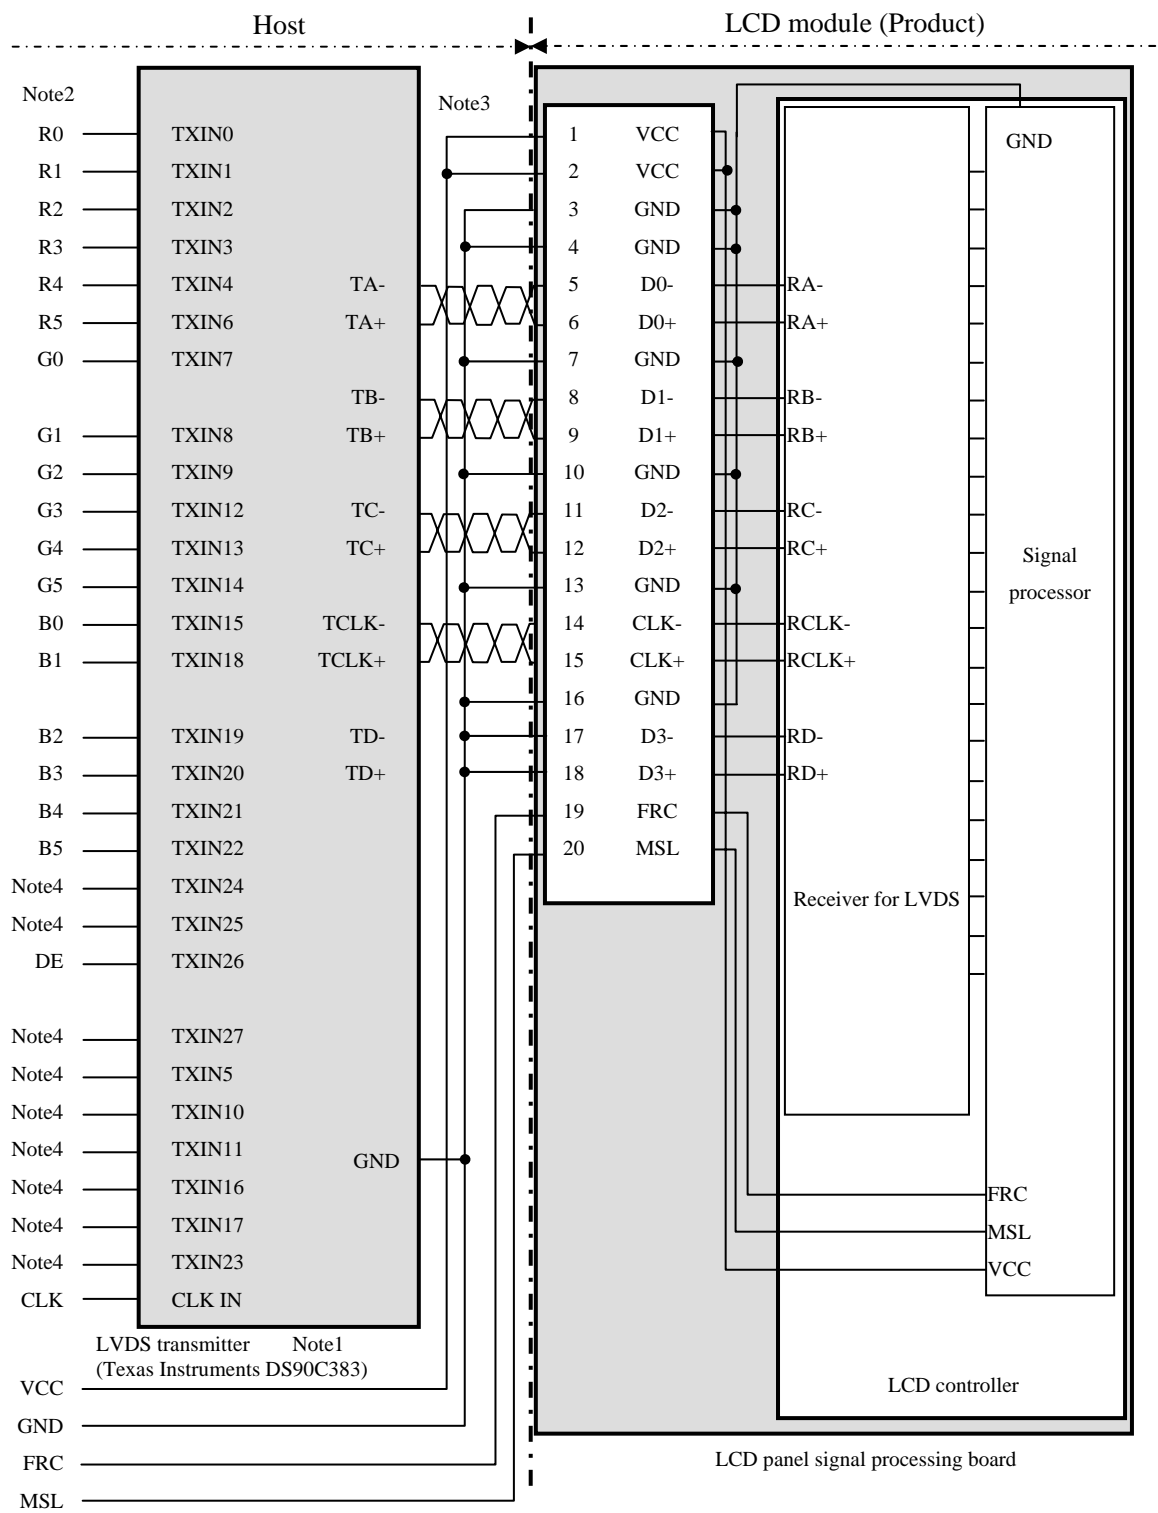 Host
LCD module (Product)
Note2
Note3
R0 TXIN0
R1 TXIN1
R2 TXIN2
R3 TXIN3
R4 TXIN4 TA-
R5 TXIN6 TA+
G0 TXIN7
TB-
G1 TXIN8 TB+
G2 TXIN9
G3 TXIN12 TC-
G4 TXIN13 TC+
G5 TXIN14
B0 TXIN15 TCLK-
B1 TXIN18 TCLK+
B2 TXIN19 TD-
B3 TXIN20 TD+
B4 TXIN21
B5 TXIN22
Note4 TXIN24
Note4 TXIN25
DE TXIN26
Note4 TXIN27
Note4 TXIN5
Note4 TXIN10
Note4 TXIN11
GND
Note4 TXIN16
Note4 TXIN17
Note4 TXIN23
CLK CLK IN
LVDS transmitter Note1
(Texas Instruments DS90C383)
VCC
GND
FRC
MSL
1 VCC
2 VCC
3 GND
4 GND
5 D0- RA-
6 D0+ RA+
7 GND
8 D1- RB-
9 D1+ RB+
10 GND
11 D2- RC-
12 D2+ RC+
13 GND
14 CLK- RCLK-
15 CLK+ RCLK+
16 GND
17 D3- RD-
18 D3+ RD+
19 FRC
20 MSL
Receiver for LVDS
GND
Signal
processor
FRC
MSL
VCC
LCD controller
LCD panel signal processing board